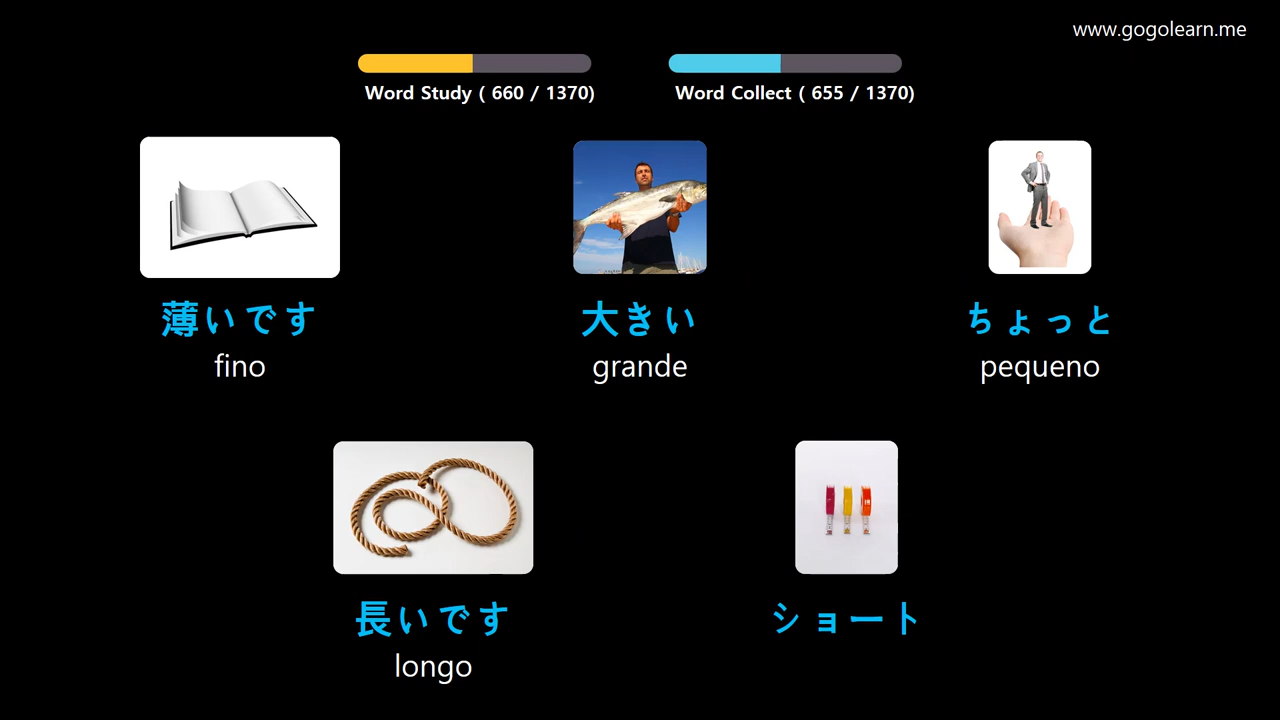 www.gogolearn.me
Word Study ( 660 / 1370)
Word Collect ( 655 / 1370)
薄いです
fino
大きい
grande
ちょっと
pequeno
長いです
longo
ショート